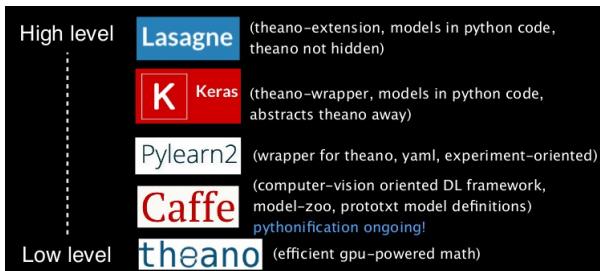 High level
Lasagne
(theano-extension, models in python code,
theano not hidden)
K Keras
(theano-wrapper, models in python code,
abstracts theano away)
Pylearn2
(wrapper for theano, yaml, experiment-oriented)
Caffe
(computer-vision oriented DL framework,
model-zoo, prototxt model definitions)
pythonification ongoing!
Low level
theano
(efficient gpu-powered math)